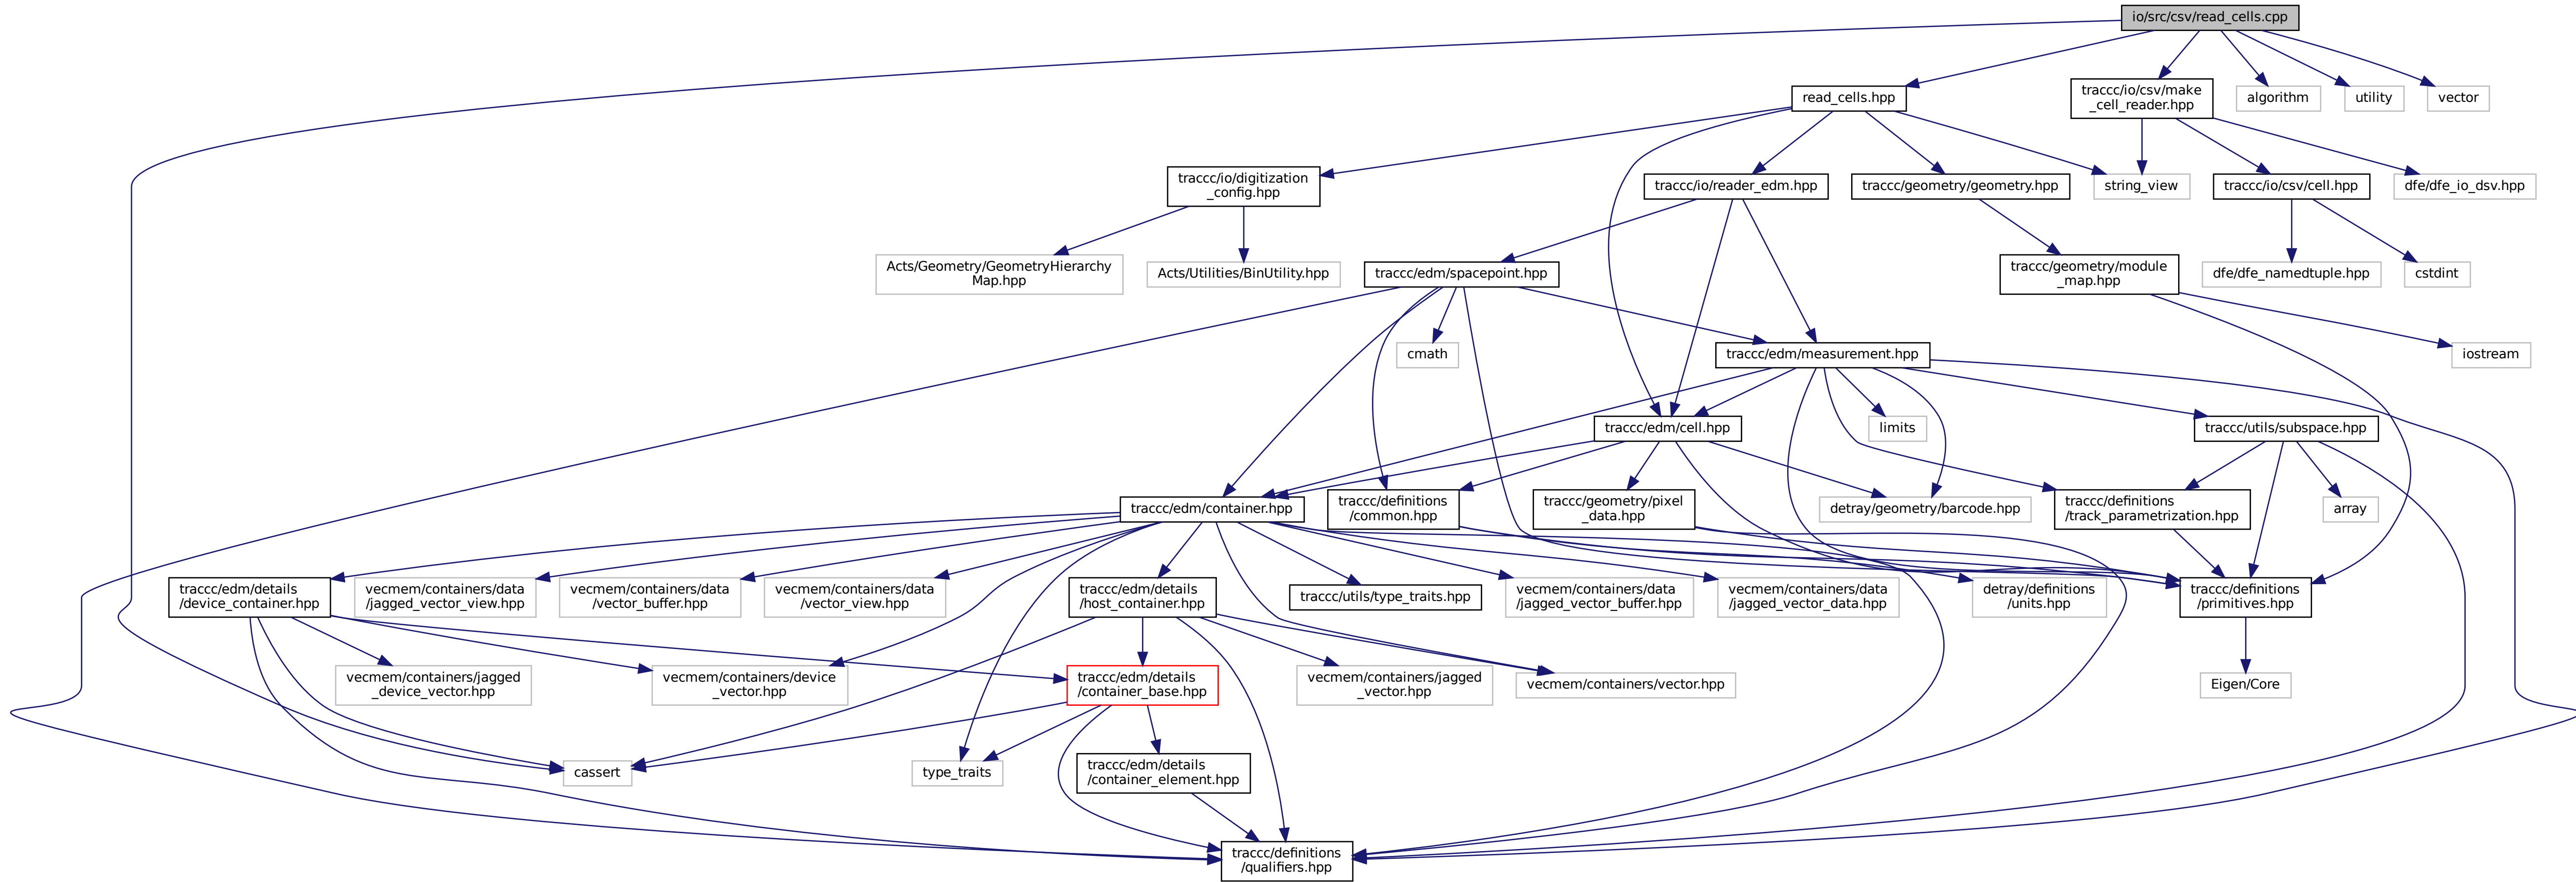 io/src/csv/read_cells.cpp
read_cells.hpp
traccc/io/csv/make
_cell_reader.hpp
algorithm
utility
vector
traccc/io/digitization
_config.hpp
traccc/io/reader_edm.hpp
traccc/geometry/geometry.hpp
string_view
traccc/io/csv/cell.hpp
dfe/dfe_io_dsv.hpp
Acts/Geometry/GeometryHierarchy
Map.hpp
Acts/Utilities/BinUtility.hpp
traccc/edm/spacepoint.hpp
traccc/geometry/module
_map.hpp
dfe/dfe_namedtuple.hpp
cstdint
cmath
traccc/edm/measurement.hpp
iostream
traccc/edm/cell.hpp
limits
traccc/utils/subspace.hpp
traccc/edm/container.hpp
traccc/definitions
/common.hpp
traccc/geometry/pixel
_data.hpp
detray/geometry/barcode.hpp
traccc/definitions
/track_parametrization.hpp
array
traccc/edm/details
/device_container.hpp
vecmem/containers/data
/jagged_vector_view.hpp
vecmem/containers/data
/vector_buffer.hpp
vecmem/containers/data
/vector_view.hpp
traccc/edm/details
/host_container.hpp
traccc/utils/type_traits.hpp
vecmem/containers/data
/jagged_vector_buffer.hpp
vecmem/containers/data
/jagged_vector_data.hpp
detray/definitions
/units.hpp
traccc/definitions
/primitives.hpp
vecmem/containers/jagged
_device_vector.hpp
vecmem/containers/device
_vector.hpp
traccc/edm/details
/container_base.hpp
vecmem/containers/jagged
_vector.hpp
vecmem/containers/vector.hpp
Eigen/Core
cassert
type_traits
traccc/edm/details
/container_element.hpp
traccc/definitions
/qualifiers.hpp